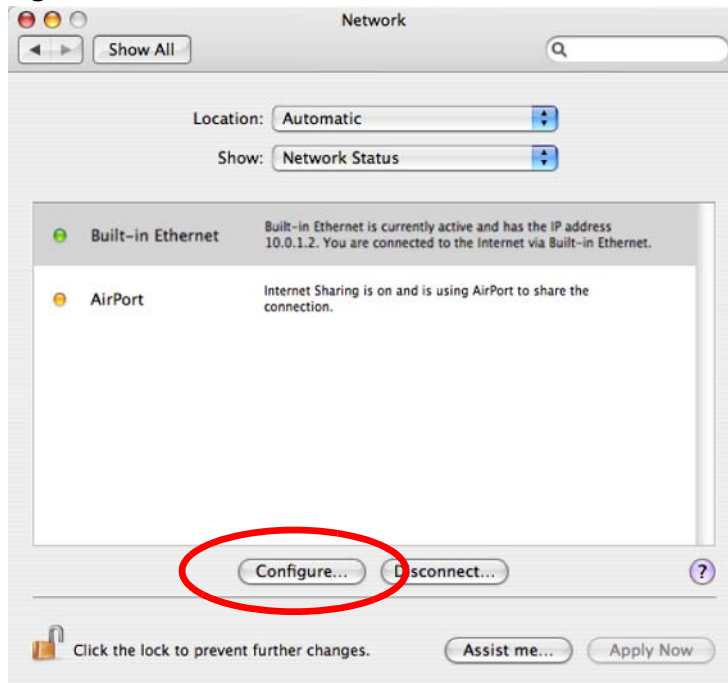 Network
Show All
Location: Automatic
Show: Network Status
Built-in Ethernet
Built-in Ethernet is currently active and has the IP address
10.0.1.2. You are connected to the Internet via Built-in Ethernet.
AirPort
Internet Sharing is on and is using AirPort to share the
connection.
Configure... Disconnect... ?
Click the lock to prevent further changes. Assist me... Apply Now